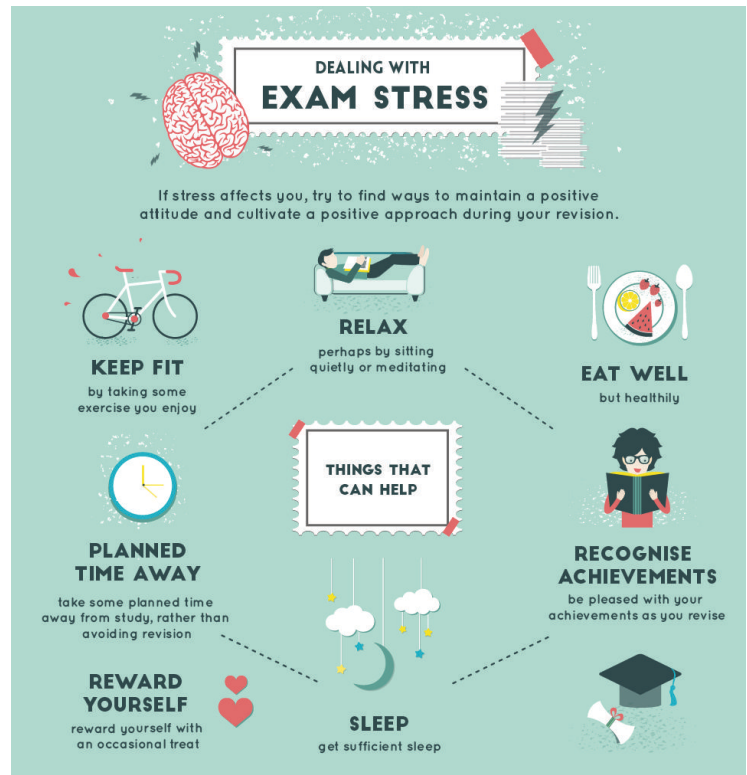 DEALING WITH
EXAM STRESS
If stress affects you, try to find ways to maintain a positive
attitude and cultivate a positive approach during your revision.
KEEP FIT
by taking some
exercise you enjoy
RELAX
perhaps by sitting
quietly or meditating
EAT WELL
but healthily
THINGS THAT
CAN HELP
PLANNED
TIME AWAY
take some planned time
away from study, rather than
avoiding revision
RECOGNISE
ACHIEVEMENTS
be pleased with your
achievements as you revise
REWARD
YOURSELF
reward yourself with
an occasional treat
SLEEP
get sufficient sleep